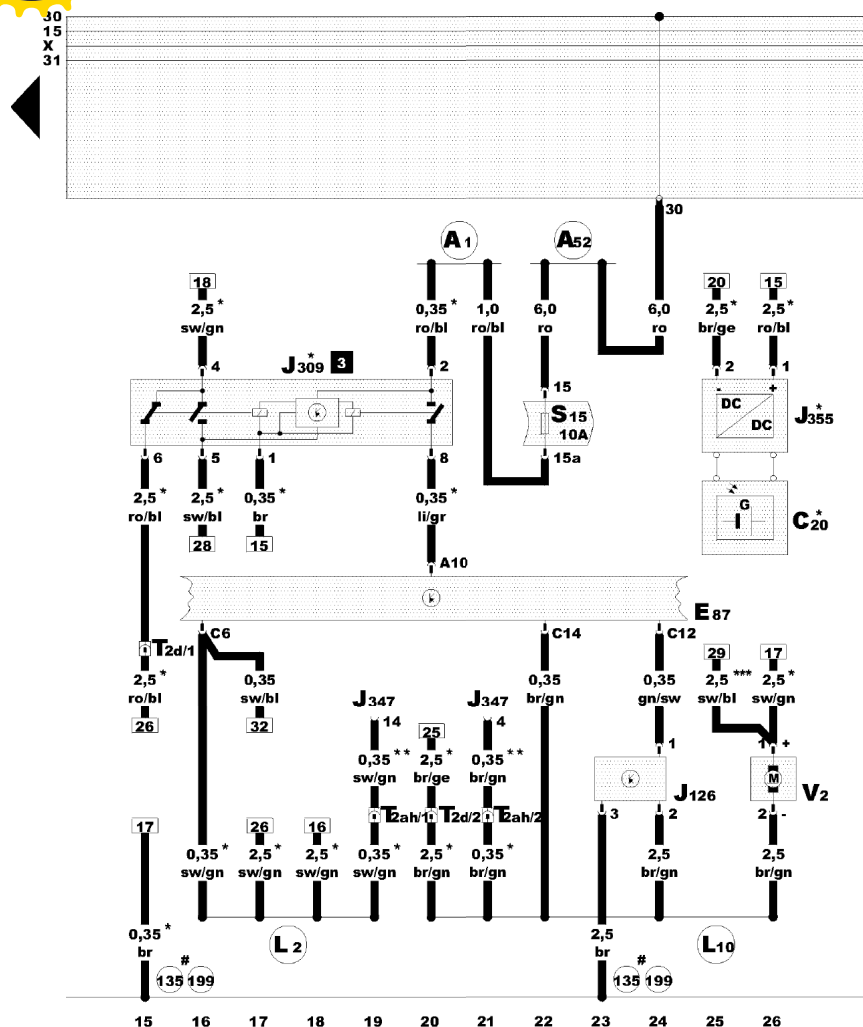 30
15
X
31
30
A1 A52
18 20 15
2,5 * 0,35 * 1,0 6,0 6,0 2,5 * 2,5 *
sw/gn ro/bl ro/bl ro ro br/ge ro/bl
4 J309 * 3 2 2 1
15
- +
DC
DC
J355 *
S15
10A
6 5 1 8 15a
2,5 * 2,5 * 0,35 * 0,35 *
ro/bl sw/bl br li/gr
28 15
G
C20 *
A10
E87
C6 C14 C12
T2d/1
29 17
2,5 * 0,35 0,35 0,35 2,5 *** 2,5 *
ro/bl sw/bl br/gn gn/sw sw/bl sw/gn
26 32
J347 J347
14 25 4
1 1 +
0,35 ** 2,5 * 0,35 **
sw/gn br/ge br/gn
M
J126 V2
T2ah/1 T2d/2 T2ah/2
3 2 2 -
17 26 16
0,35 * 2,5 * 2,5 * 0,35 * 2,5 * 0,35 * 2,5 2,5
sw/gn sw/gn sw/gn sw/gn br/gn br/gn br/gn br/gn
0,35 * 2,5
br br
L2 L10
# #
135 199 135 199
15 16 17 18 19 20 21 22 23 24 25 26